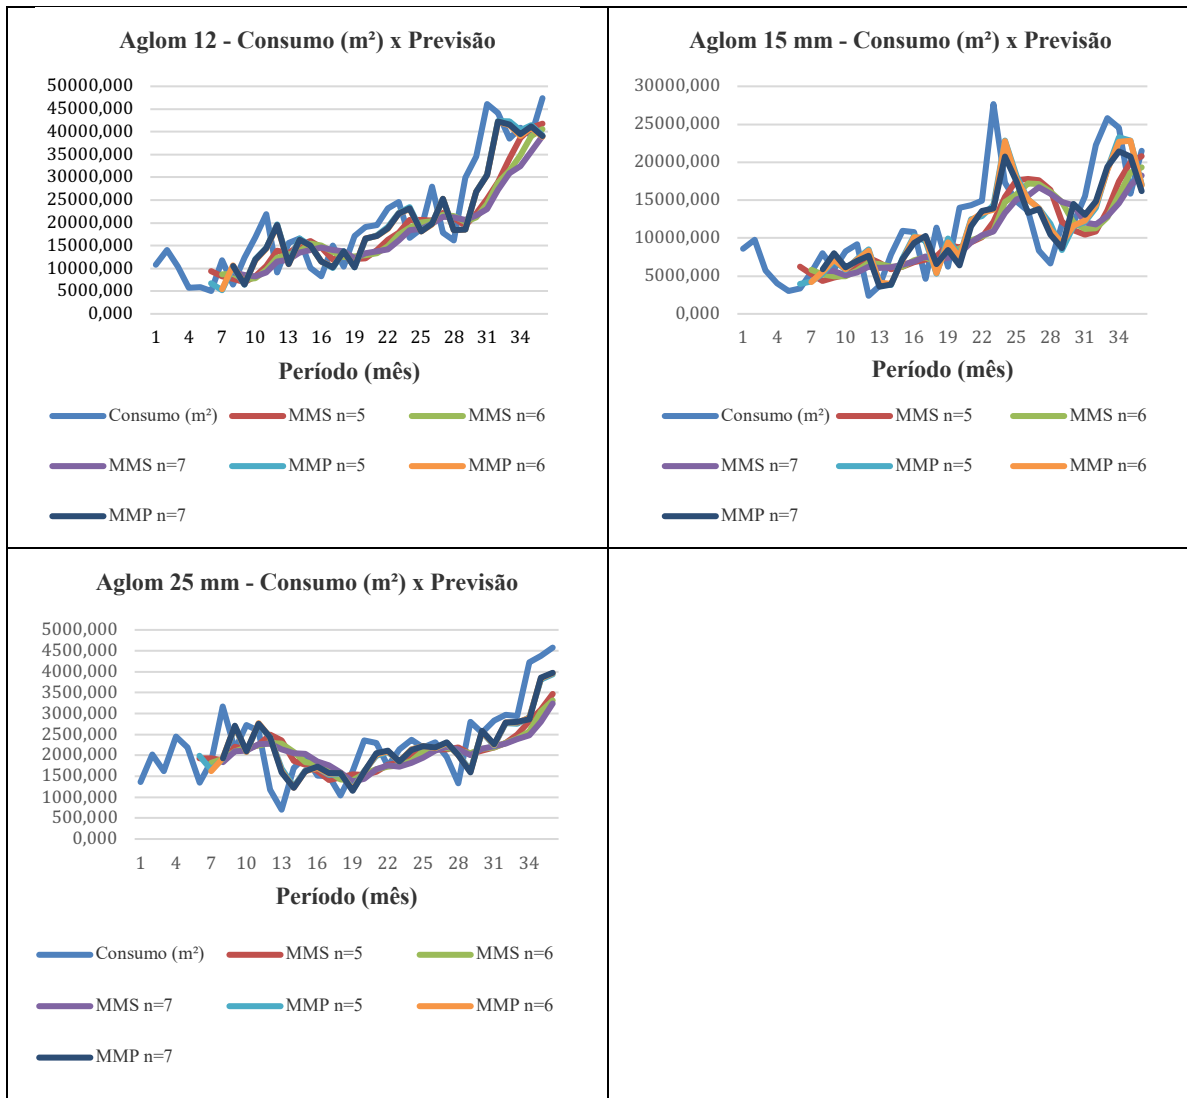 Aglom 12 - Consumo (m²) x Previsão
50000,000
45000,000
40000,000
35000,000
30000,000
25000,000
20000,000
15000,000
10000,000
5000,000
0,000
1 4 7 10 13 16 19 22 25 28 31 34
Período (mês)
Consumo (m²) MMS n=5 MMS n=6
MMS n=7 MMP n=5 MMP n=6
MMP n=7
Aglom 15 mm - Consumo (m²) x Previsão
30000,000
25000,000
20000,000
15000,000
10000,000
5000,000
0,000
1 4 7 10 13 16 19 22 25 28 31 34
Período (mês)
Consumo (m²) MMS n=5 MMS n=6
MMS n=7 MMP n=5 MMP n=6
MMP n=7
Aglom 25 mm - Consumo (m²) x Previsão
5000,000
4500,000
4000,000
3500,000
3000,000
2500,000
2000,000
1500,000
1000,000
500,000
0,000
1 4 7 10 13 16 19 22 25 28 31 34
Período (mês)
Consumo (m²) MMS n=5 MMS n=6
MMS n=7 MMP n=5 MMP n=6
MMP n=7